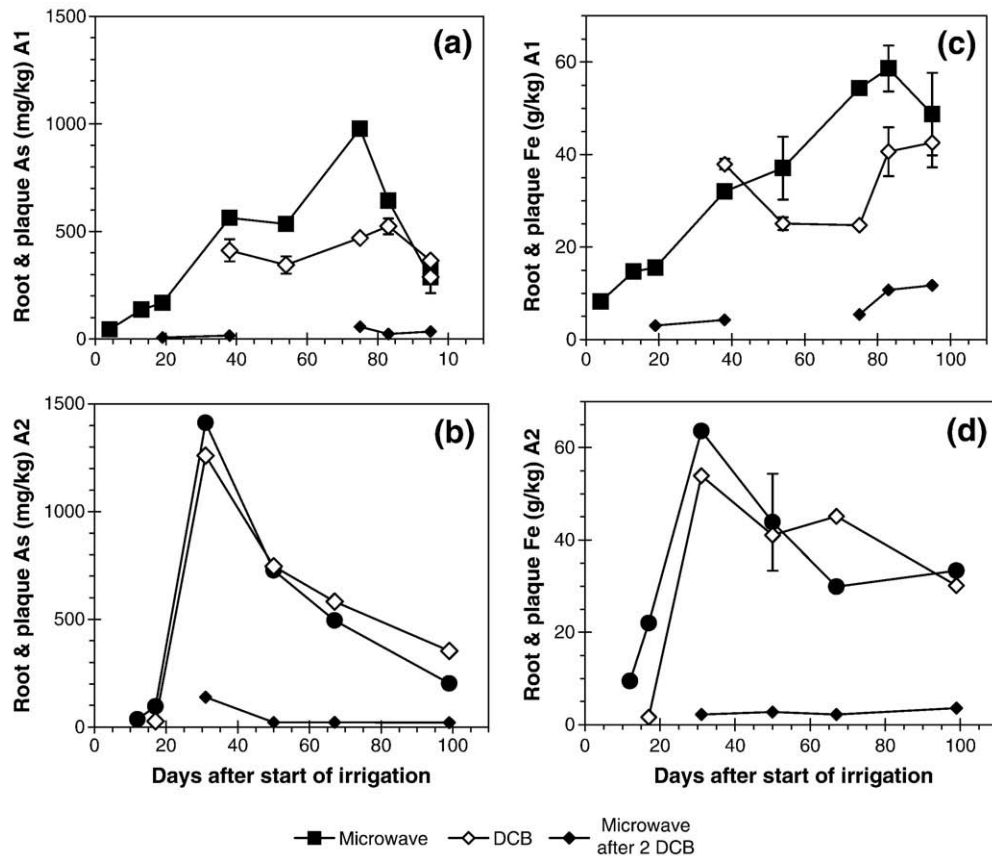 Root & plaque As (mg/kg) A1
1500
1000
500
0
(a)
0 20 40 60 80 10
Root & plaque Fe (g/kg) A1
60
40
20
0
(c)
0 20 40 60 80 100
Root & plaque As (mg/kg) A2
1500
1000
500
0
(b)
0 20 40 60 80 100
Days after start of irrigation
Root & plaque Fe (g/kg) A2
60
40
20
0
(d)
0 20 40 60 80 100
Days after start of irrigation
Microwave DCB Microwave
after 2 DCB